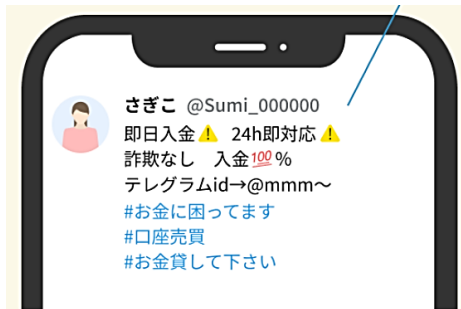 さぎこ @Sumi_000000
即日入金⚠️ 24h即対応⚠️
詐欺なし 入金💯%
テレグラムid→@mmm〜
#お金に困ってます
#口座売買
#お金貸して下さい